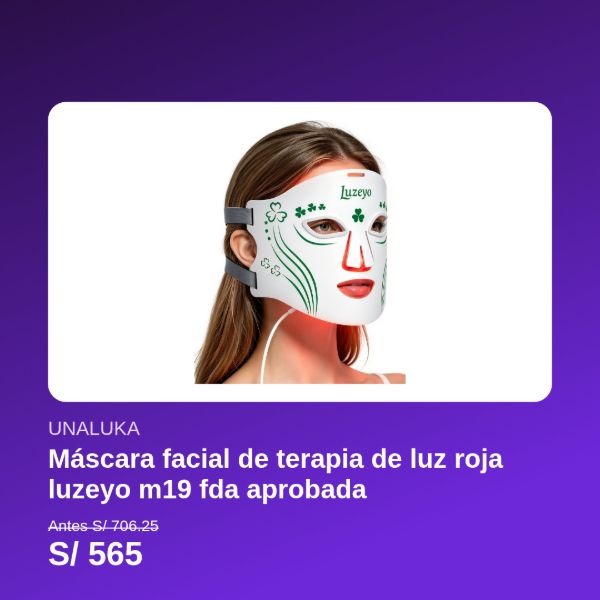 Luzeyo
UNALUKA
Máscara facial de terapia de luz roja
luzeyo m19 fda aprobada
Antes S/ 706.25
S/ 565